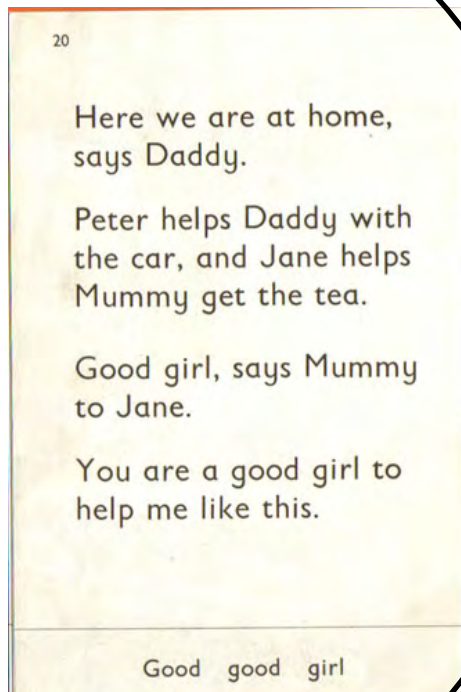 20
Here we are at home,
says Daddy.
Peter helps Daddy with
the car, and Jane helps
Mummy get the tea.
Good girl, says Mummy
to Jane.
You are a good girl to
help me like this.
Good good girl